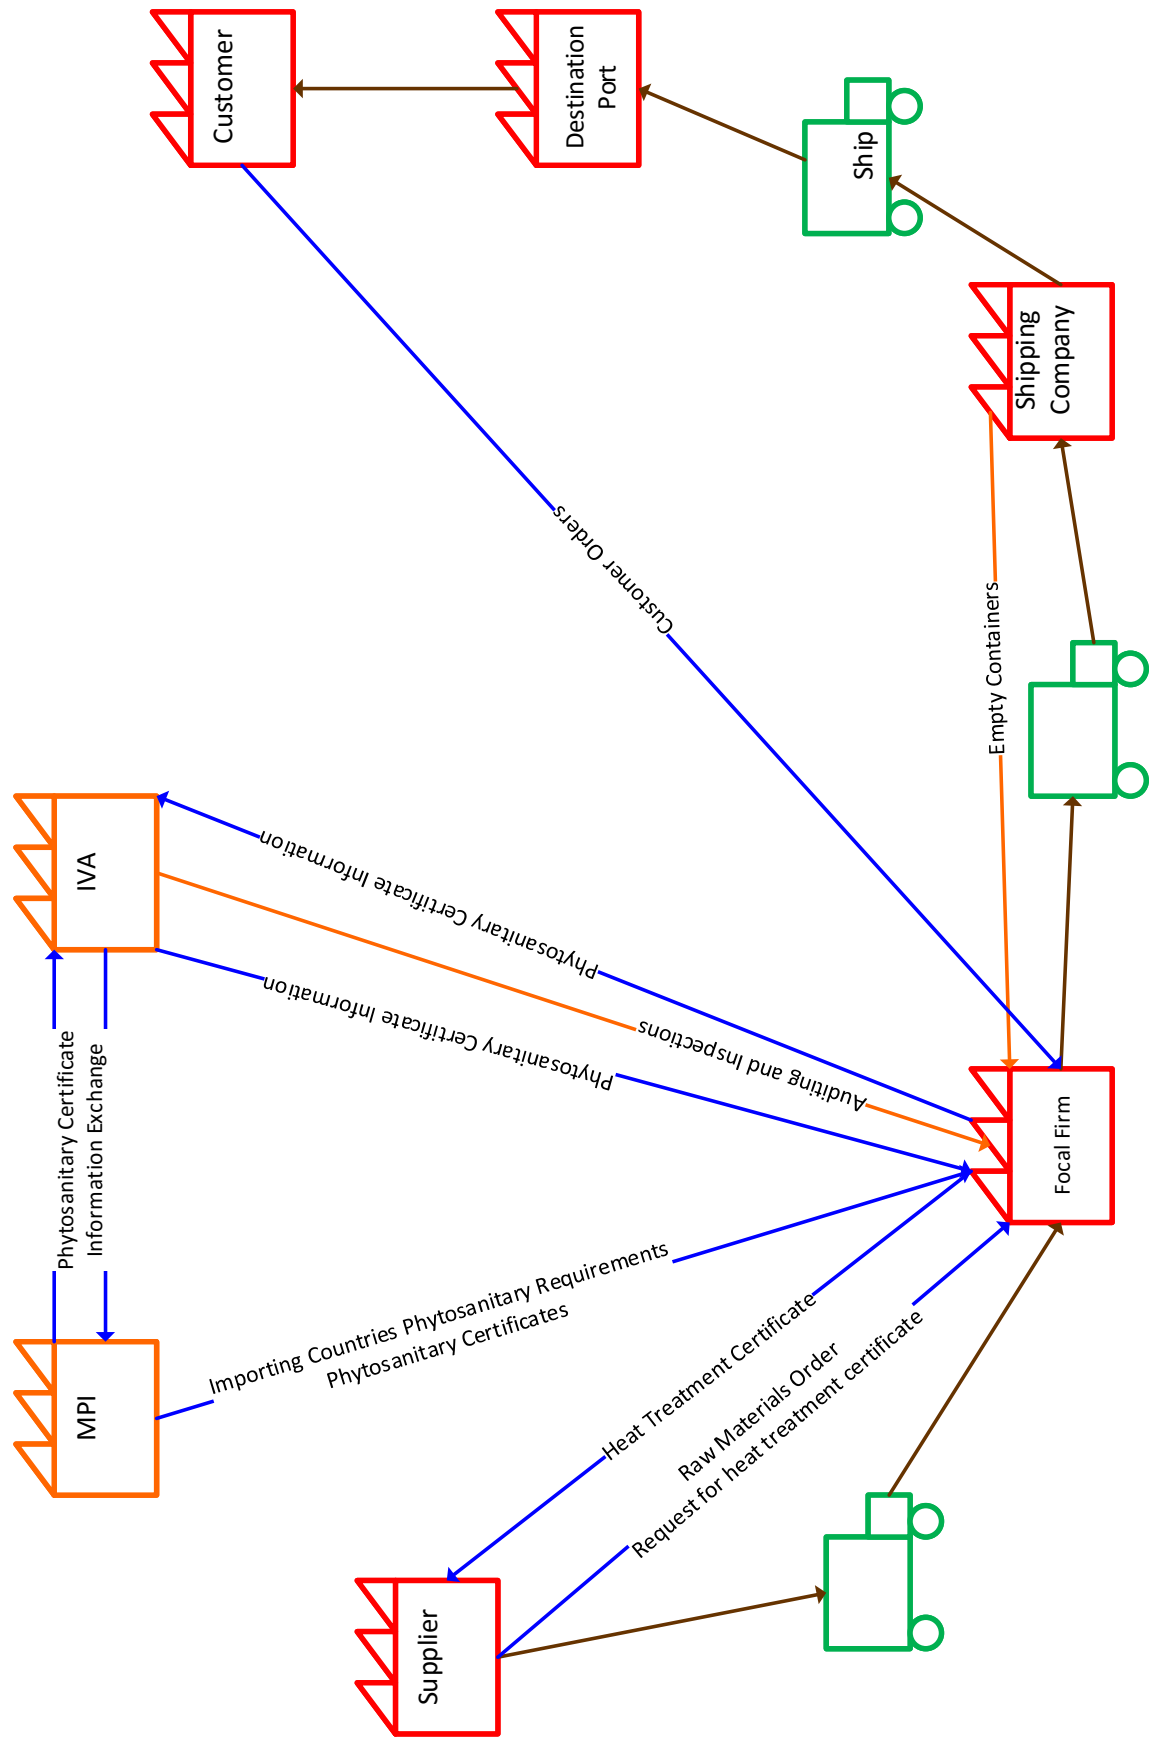 MPI
Phytosanitary Certificate
Information Exchange
IVA
Customer
Destination
Port
Ship
Shipping
Company
Empty Containers
Customer Orders
Phytosanitary Certificate Information
Auditing and Inspections
Phytosanitary Certificate Information
Importing Countries Phytosanitary Requirements
Phytosanitary Certificates
Heat Treatment Certificate
Raw Materials Order
Request for heat treatment certificate
Supplier
Focal Firm